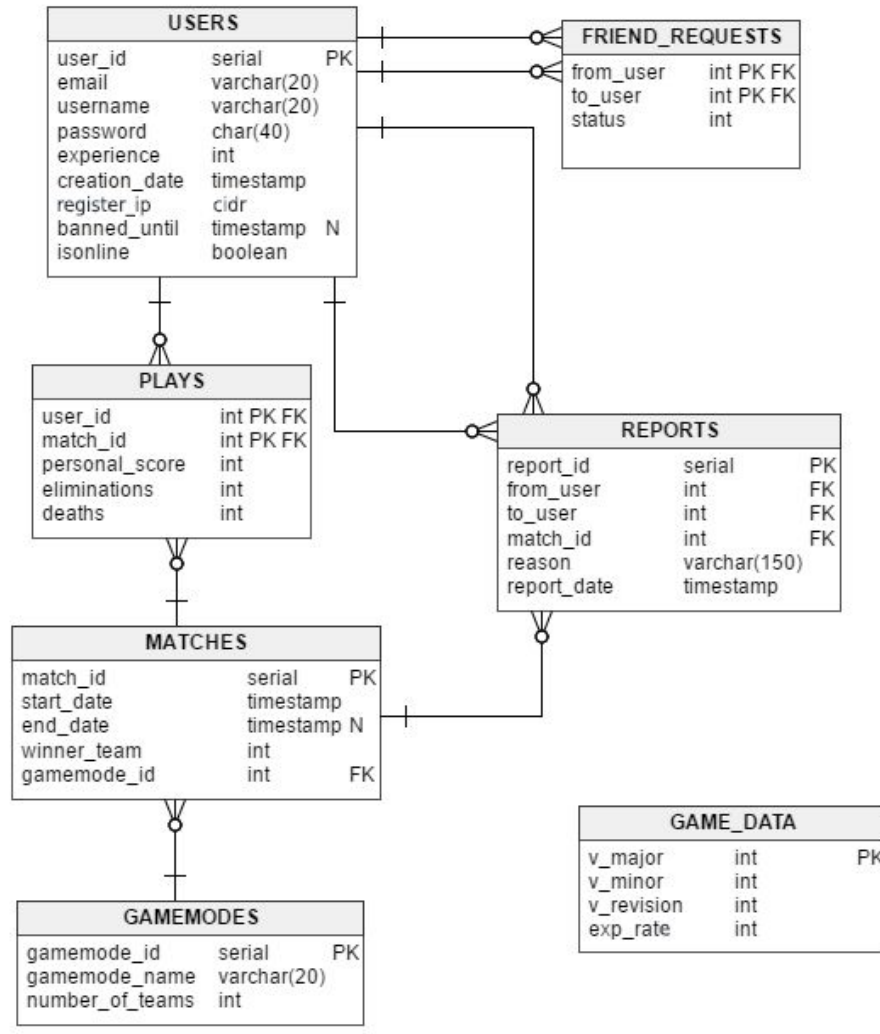 USERS
user_id serial PK
email varchar(20)
username varchar(20)
password char(40)
experience int
creation_date timestamp
register_ip cidr
banned_until timestamp N
isonline boolean
FRIEND_REQUESTS
from_user int PK FK
to_user int PK FK
status int
PLAYS
user_id int PK FK
match_id int PK FK
personal_score int
eliminations int
deaths int
REPORTS
report_id serial PK
from_user int FK
to_user int FK
match_id int FK
reason varchar(150)
report_date timestamp
MATCHES
match_id serial PK
start_date timestamp
end_date timestamp N
winner_team int
gamemode_id int FK
GAME_DATA
v_major int PK
v_minor int
v_revision int
exp_rate int
GAMEMODES
gamemode_id serial PK
gamemode_name varchar(20)
number_of_teams int